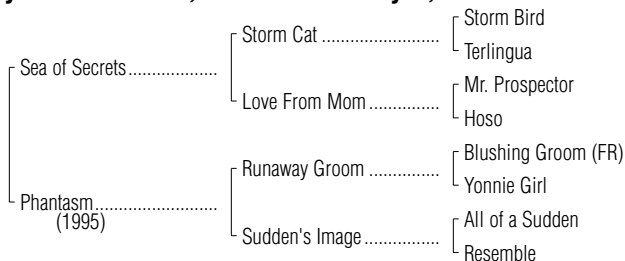 Storm Bird
Storm Cat
Terlingua
Sea of Secrets
Mr. Prospector
Love From Mom
Hoso
Blushing Groom (FR)
Runaway Groom
Yonnie Girl
Phantasm
(1995)
All of a Sudden
Sudden's Image
Resemble